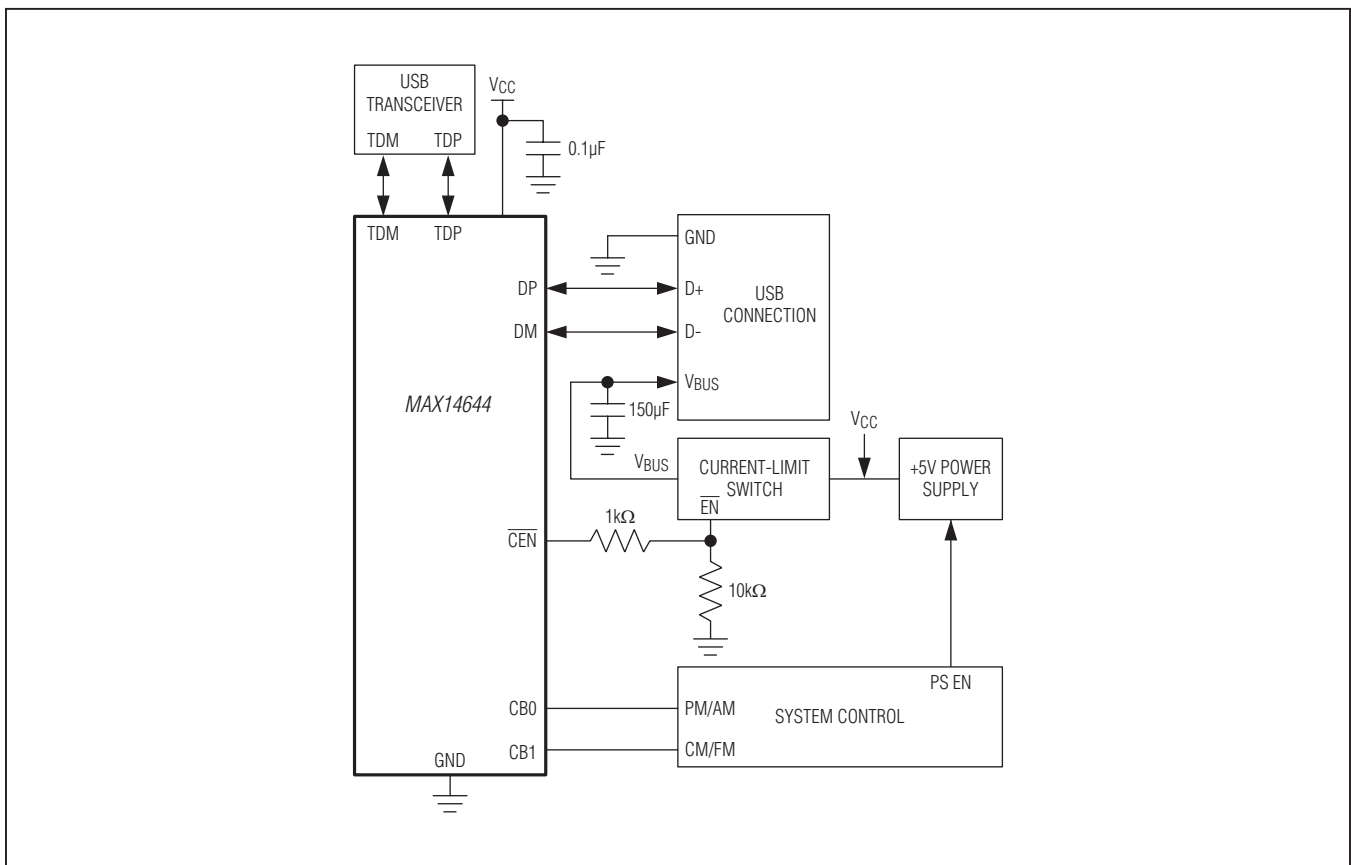 USB
TRANSCEIVER
TDM TDP
VCC
0.1µF
TDM TDP
DP
DM
MAX14644
CEN
CB0
CB1
GND
GND
D+
D-
VBUS
USB
CONNECTION
150µF
VBUS
CURRENT-LIMIT
SWITCH
EN
VCC
+5V POWER
SUPPLY
1kΩ
10kΩ
PS EN
PM/AM
SYSTEM CONTROL
CM/FM